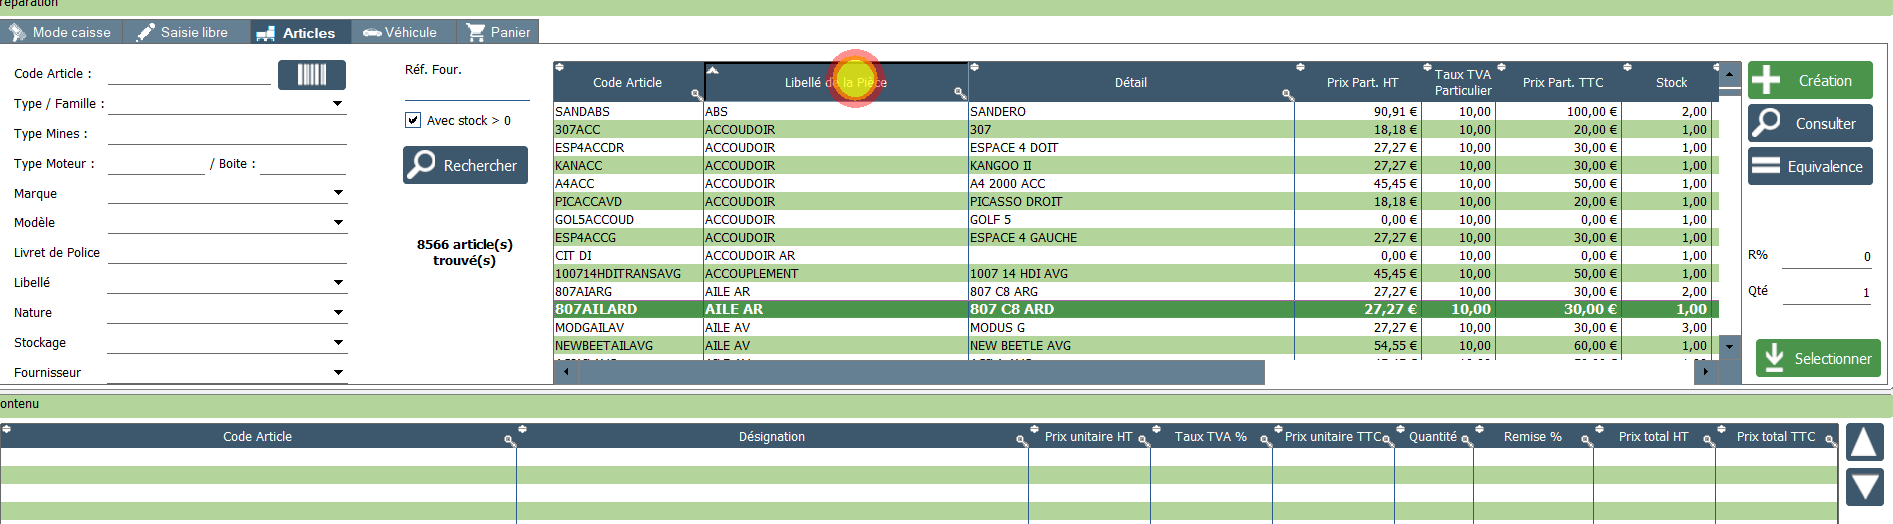 réparation
Mode caisse Saisie libre Articles Véhicule Panier
Code Article :
Type / Famille :
Type Mines :
Type Moteur : / Boite :
Marque
Modèle
Livret de Police
Libellé
Nature
Stockage
Fournisseur
Réf. Four.
Avec stock > 0
Rechercher
8566 article(s)
trouvé(s)
Code Article Libellé de la Pièce Détail Prix Part. HT Taux TVA Particulier Prix Part. TTC Stock
SANDABS ABS SANDERO 90,91 € 10,00 100,00 € 2,00
307ACC ACCOUDOIR 307 18,18 € 10,00 20,00 € 1,00
ESP4ACCDR ACCOUDOIR ESPACE 4 DOIT 27,27 € 10,00 30,00 € 1,00
KANACC ACCOUDOIR KANGOO II 27,27 € 10,00 30,00 € 1,00
A4ACC ACCOUDOIR A4 2000 ACC 45,45 € 10,00 50,00 € 1,00
PICACCAVD ACCOUDOIR PICASSO DROIT 18,18 € 10,00 20,00 € 1,00
GOL5ACCOUD ACCOUDOIR GOLF 5 0,00 € 10,00 0,00 € 1,00
ESP4ACCG ACCOUDOIR ESPACE 4 GAUCHE 27,27 € 10,00 30,00 € 1,00
CIT DI ACCOUDOIR AR 0,00 € 10,00 0,00 € 1,00
100714HDITRANSAVG ACCOUPLEMENT 1007 14 HDI AVG 45,45 € 10,00 50,00 € 1,00
807AIARG AILE AR 807 C8 ARG 27,27 € 10,00 30,00 € 2,00
807AILARD AILE AR 807 C8 ARD 27,27 € 10,00 30,00 € 1,00
MODGAILAV AILE AV MODUS G 27,27 € 10,00 30,00 € 3,00
NEWBEETAILAVG AILE AV NEW BEETLE AVG 54,55 € 10,00 60,00 € 1,00
Création
Consulter
Equivalence
R% 0
Qté 1
Selectionner
ontenu
Code Article Désignation Prix unitaire HT Taux TVA % Prix unitaire TTC Quantité Remise % Prix total HT Prix total TTC